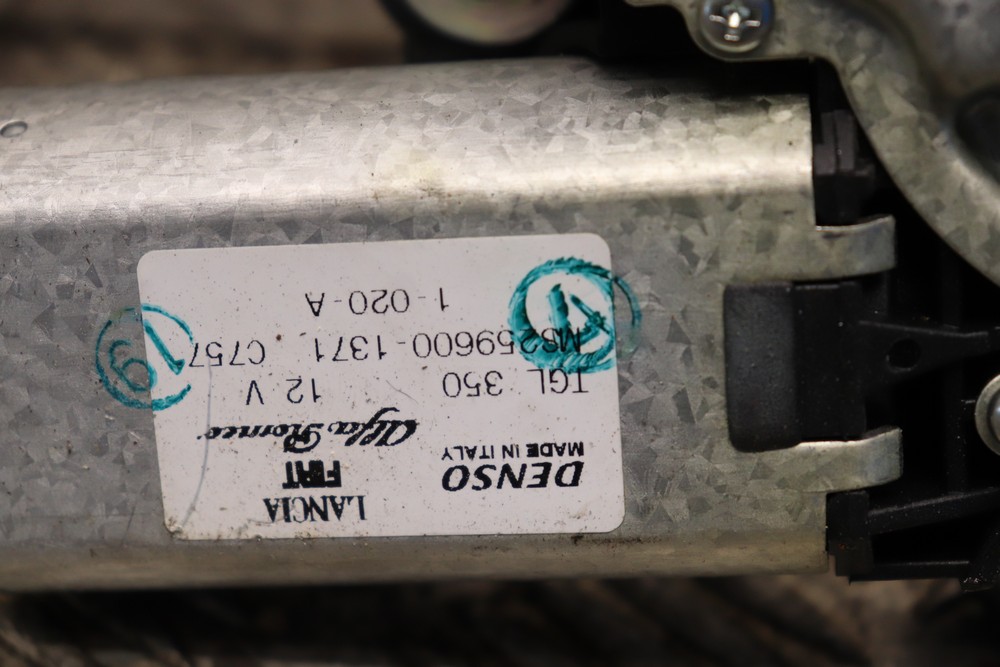 DENSO
MADE IN ITALY
LANCIA
FIAT
Alfa Romeo
TGL 350 12 V
MS259600-1371 C757
1-020-A